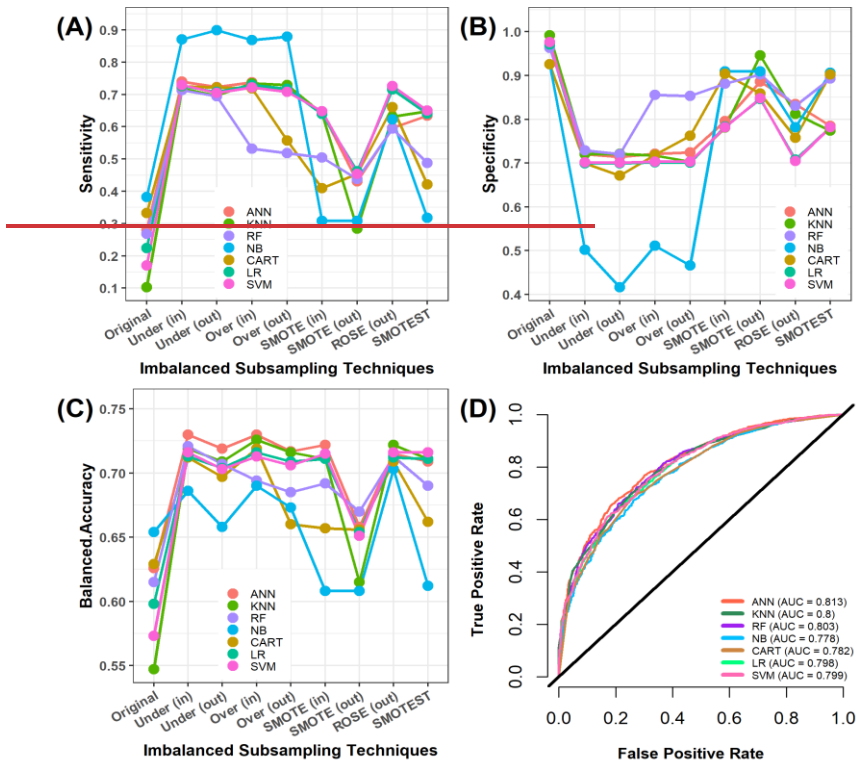 (A)
Sensitivity
0.9
0.8
0.7
0.6
0.5
0.4
0.3
0.2
0.1
ANN
KNN
RF
NB
CART
LR
SVM
Original
Under (in)
Under (out)
Over (in)
Over (out)
SMOTE (in)
SMOTE (out)
ROSE (out)
SMOTEST
Imbalanced Subsampling Techniques
(B)
Specificity
1.0
0.9
0.8
0.7
0.6
0.5
0.4
ANN
KNN
RF
NB
CART
LR
SVM
Original
Under (in)
Under (out)
Over (in)
Over (out)
SMOTE (in)
SMOTE (out)
ROSE (out)
SMOTEST
Imbalanced Subsampling Techniques
(C)
Balanced.Accuracy
0.75
0.70
0.65
0.60
0.55
ANN
KNN
RF
NB
CART
LR
SVM
Original
Under (in)
Under (out)
Over (in)
Over (out)
SMOTE (in)
SMOTE (out)
ROSE (out)
SMOTEST
Imbalanced Subsampling Techniques
(D)
True Positive Rate
1.0
0.8
0.6
0.4
0.2
0.0
ANN (AUC = 0.813)
KNN (AUC = 0.8)
RF (AUC = 0.803)
NB (AUC = 0.778)
CART (AUC = 0.782)
LR (AUC = 0.798)
SVM (AUC = 0.799)
0.0 0.2 0.4 0.6 0.8 1.0
False Positive Rate